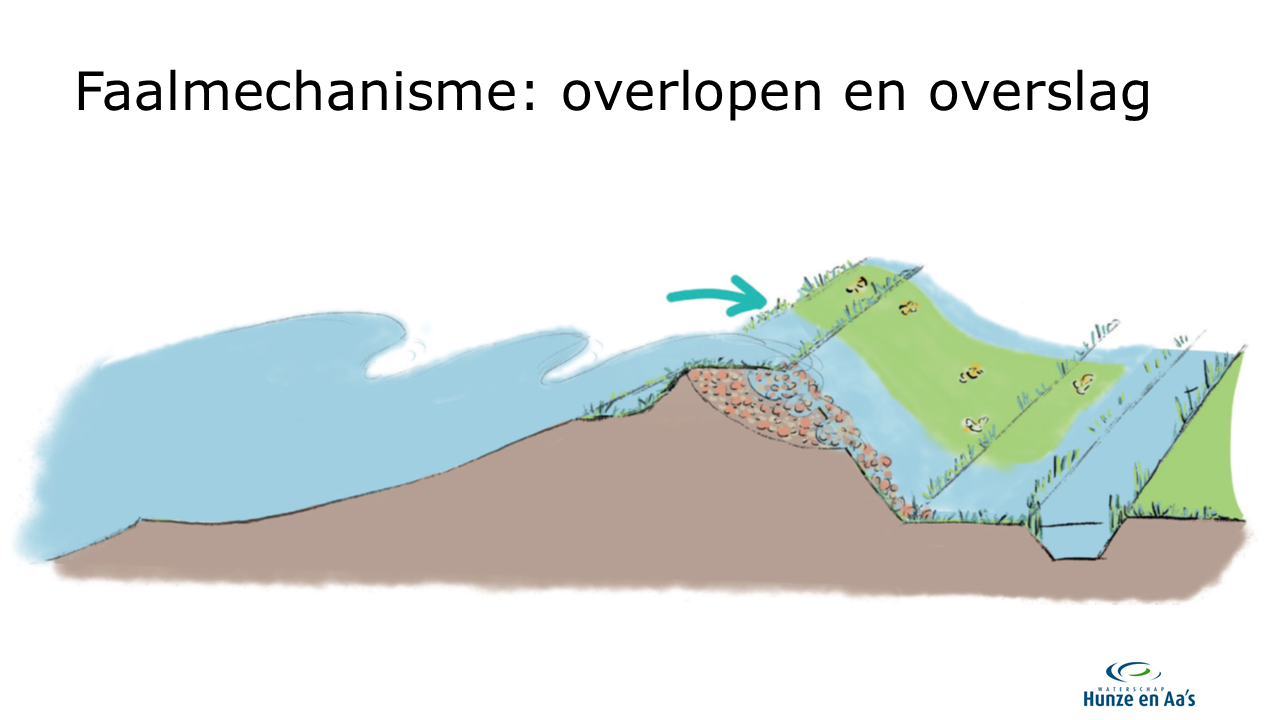 Faalmechanisme: overlopen en overslag
WATERSCHAP
Hunze en Aa's